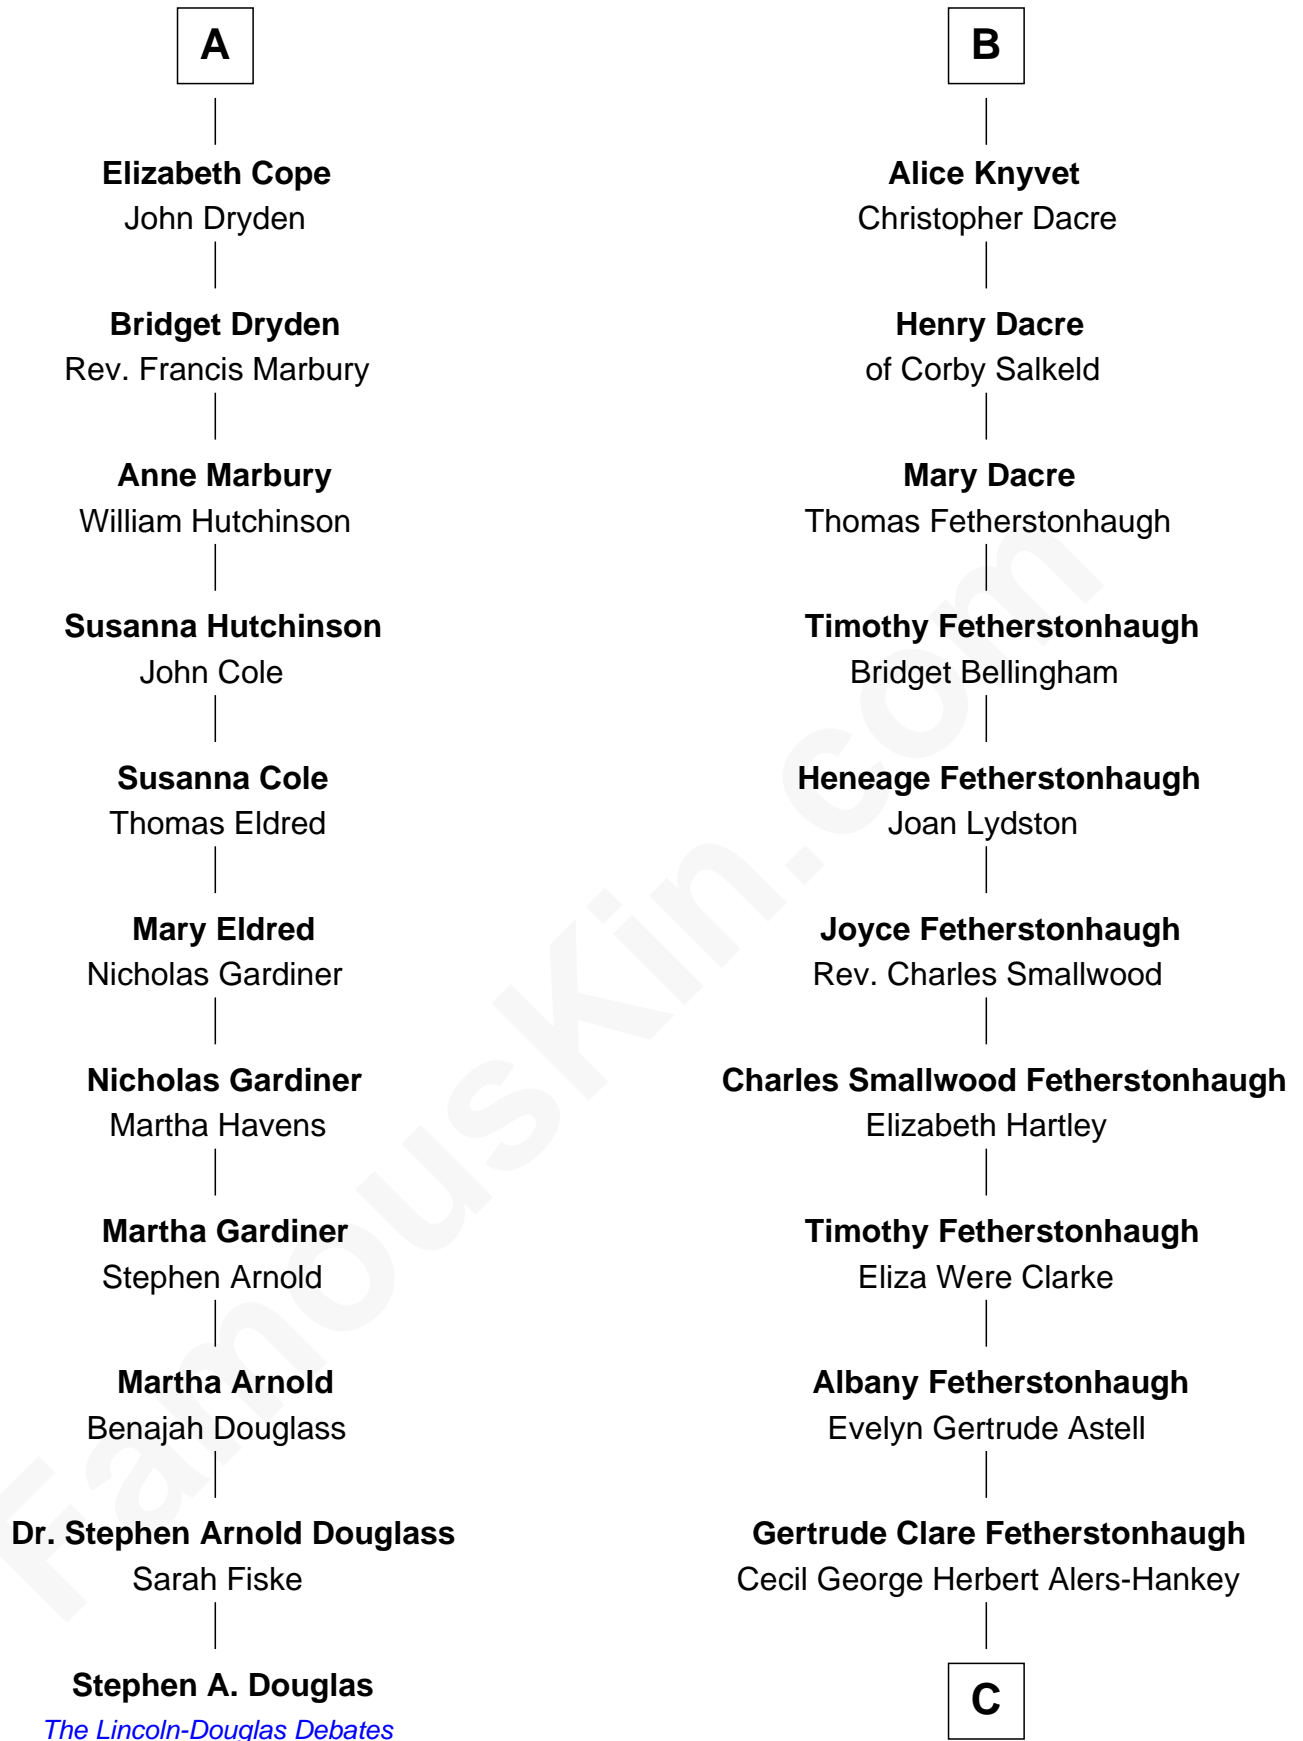 A
Elizabeth Cope
John Dryden
Bridget Dryden
Rev. Francis Marbury
Anne Marbury
William Hutchinson
Susanna Hutchinson
John Cole
Susanna Cole
Thomas Eldred
Mary Eldred
Nicholas Gardiner
Nicholas Gardiner
Martha Havens
Martha Gardiner
Stephen Arnold
Martha Arnold
Benajah Douglass
Dr. Stephen Arnold Douglass
Sarah Fiske
Stephen A. Douglas
The Lincoln-Douglas Debates
B
Alice Knyvet
Christopher Dacre
Henry Dacre
of Corby Salkeld
Mary Dacre
Thomas Fetherstonhaugh
Timothy Fetherstonhaugh
Bridget Bellingham
Heneage Fetherstonhaugh
Joan Lydston
Joyce Fetherstonhaugh
Rev. Charles Smallwood
Charles Smallwood Fetherstonhaugh
Elizabeth Hartley
Timothy Fetherstonhaugh
Eliza Were Clarke
Albany Fetherstonhaugh
Evelyn Gertrude Astell
Gertrude Clare Fetherstonhaugh
Cecil George Herbert Alers-Hankey
C
FamousKin.com